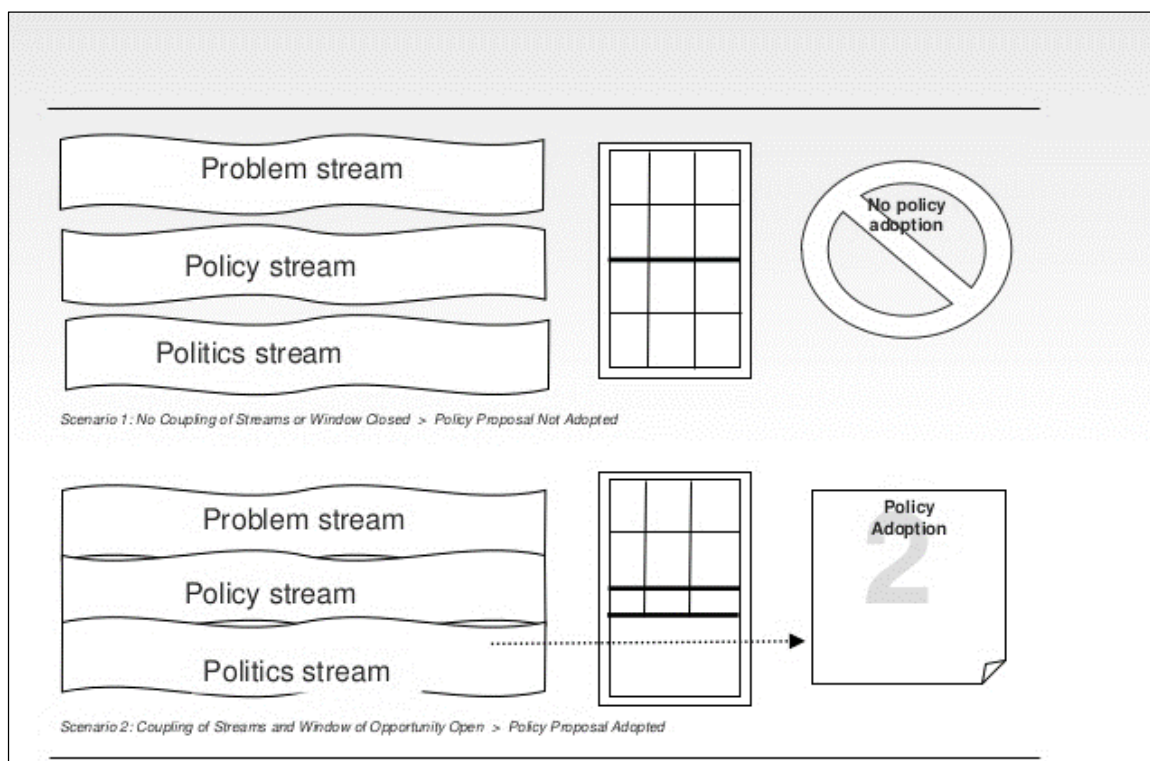 Problem stream
Policy stream
Politics stream
No policy
adoption
Scenario 1: No Coupling of Streams or Window Closed > Policy Proposal Not Adopted
Problem stream
Policy stream
Politics stream
2
Policy
Adoption
Scenario 2: Coupling of Streams and Window of Opportunity Open > Policy Proposal Adopted